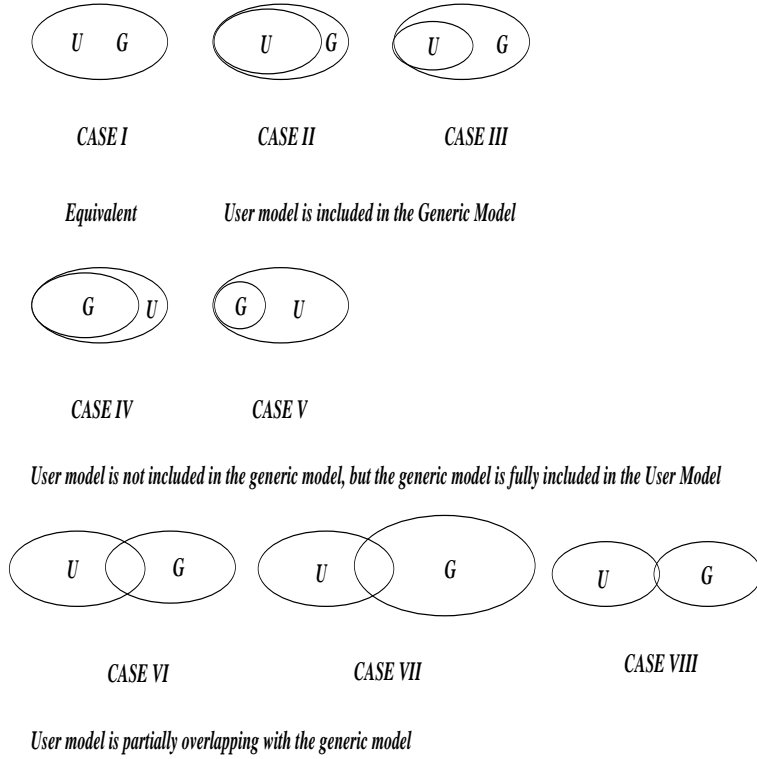 U G U G U G
CASE I CASE II CASE III
Equivalent User model is included in the Generic Model
G U G U
CASE IV CASE V
User model is not included in the generic model, but the generic model is fully included in the User Model
U G U G U G
CASE VI CASE VII CASE VIII
User model is partially overlapping with the generic model